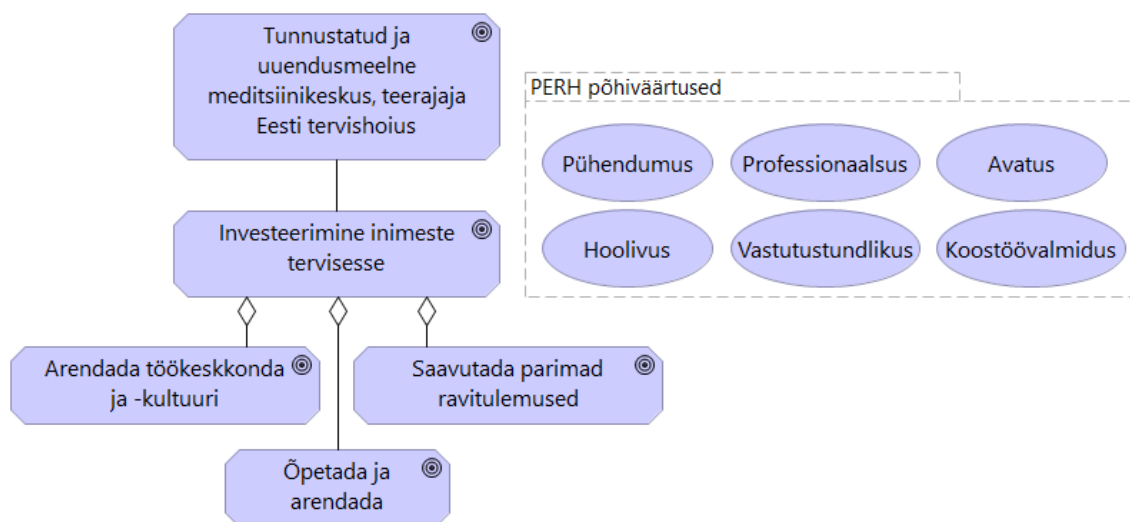 Tunnustatud ja
uuendusmeelne
meditsiinikeskus, teerajaja
Eesti tervishoius
PERH põhiväärtused
Pühendumus
Professionaalsus
Avatus
Hoolivus
Vastutustundlikus
Koostöövalmidus
Investeerimine inimeste
tervisesse
Arendada töökeskkonda
ja -kultuuri
Saavutada parimad
ravitulemused
Õpetada ja
arendada